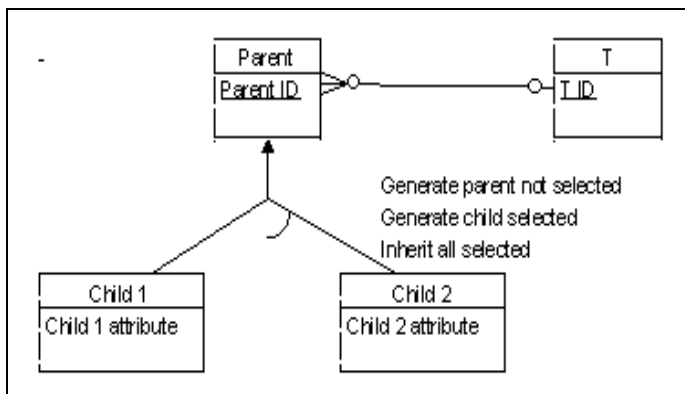 -
Parent
Parent ID
T
T ID
Generate parent not selected
Generate child selected
Inherit all selected
Child 1
Child 1 attribute
Child 2
Child 2 attribute